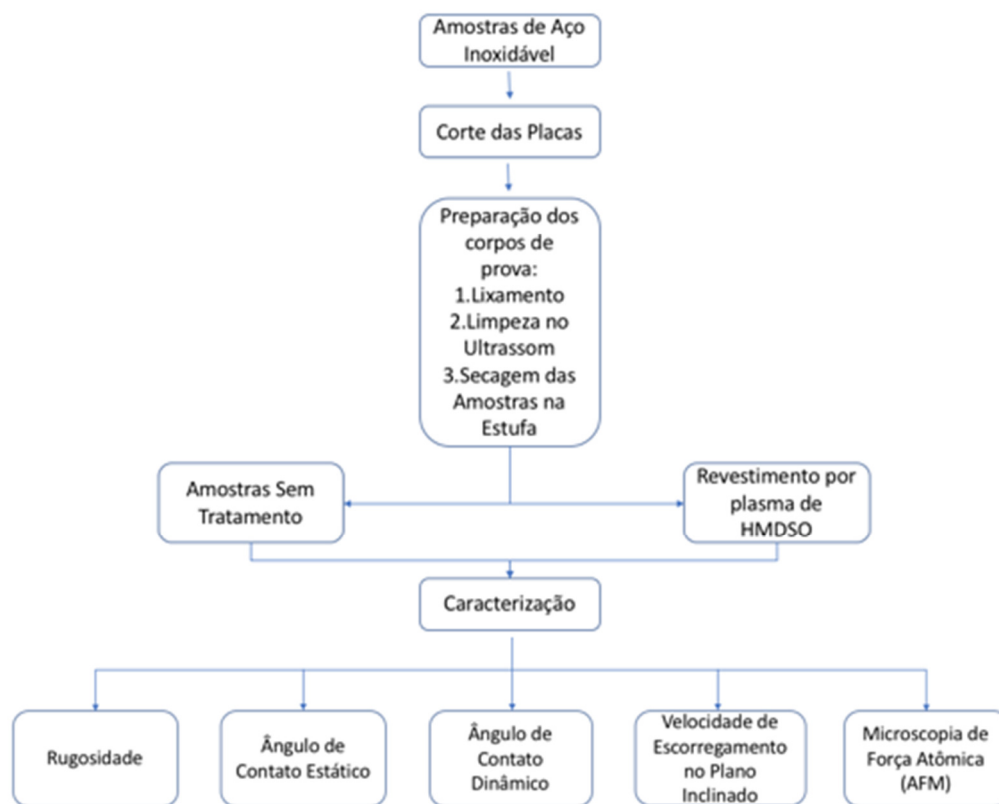 Amostras de Aço
Inoxidável
Corte das Placas
Preparação dos
corpos de
prova:
1.Lixamento
2.Limpeza no
Ultrassom
3.Secagem das
Amostras na
Estufa
Amostras Sem
Tratamento
Revestimento por
plasma de
HMDSO
Caracterização
Rugosidade
Ângulo de
Contato Estático
Ângulo de
Contato
Dinâmico
Velocidade de
Escorregamento
no Plano
Inclinado
Microscopia de
Força Atômica
(AFM)